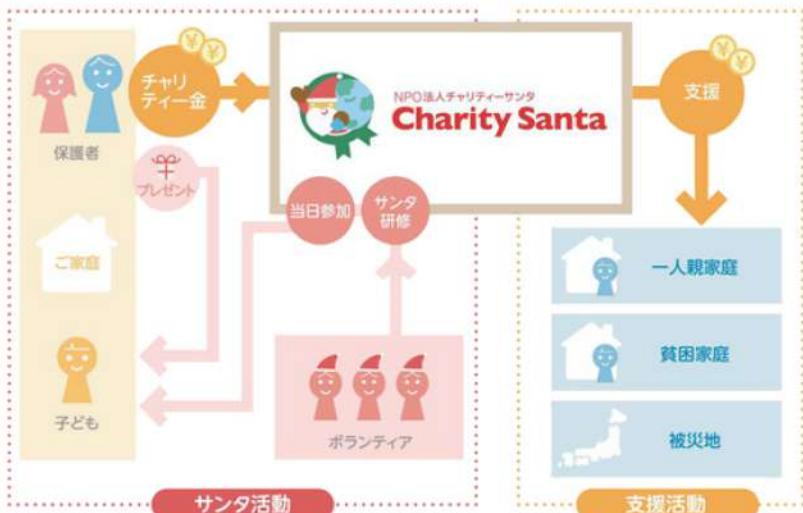 チャリ
ティー金
保護者
プレゼント
ご家庭
子ども
NPO法人チャリティーサンタ
Charity Santa
当日参加
サンタ
研修
ボランティア
サンタ活動
支援
一人親家庭
貧困家庭
被災地
支援活動